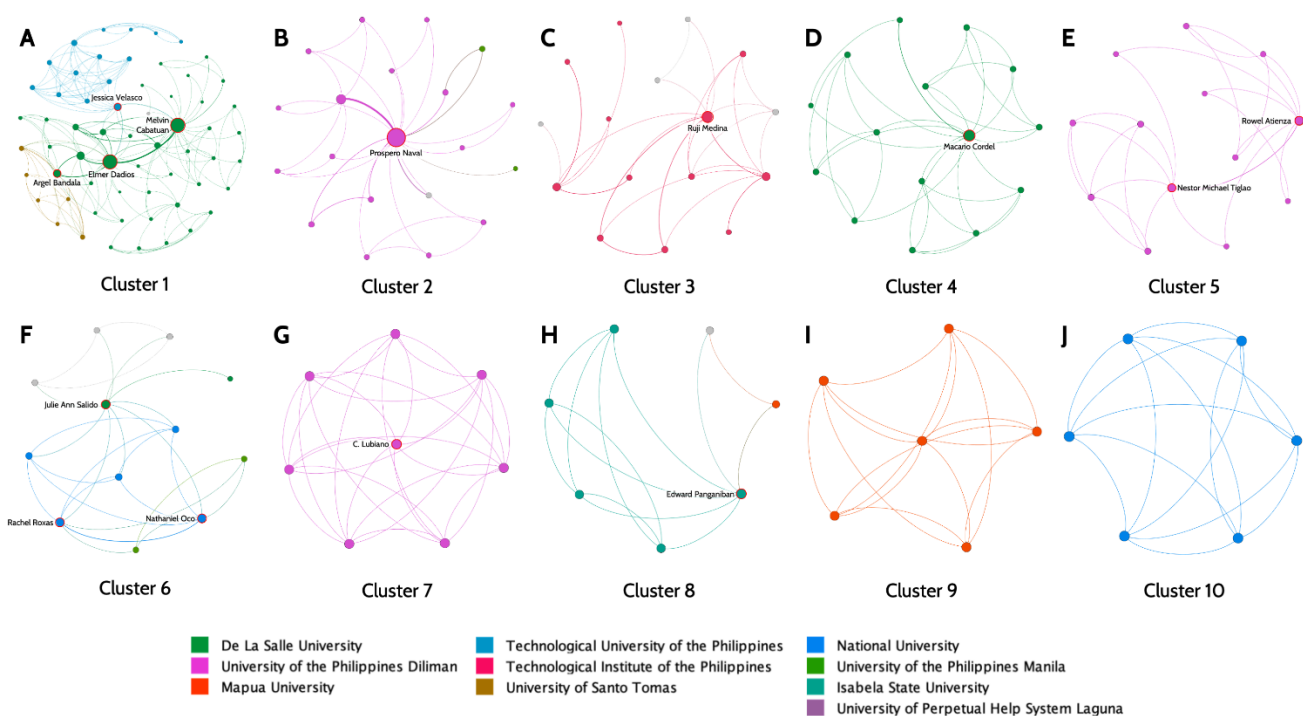 A
B
C
D
E
Jessica Velasco
Melvin
Cabatuan
Argel Bandala
Elmer Dadios
Prospero Naval
Ruji Medina
Macario Cordel
Rowel Atienza
Nestor Michael Tiglao
Cluster 1
Cluster 2
Cluster 3
Cluster 4
Cluster 5
F
G
H
I
J
Julie Ann Salido
Rachel Roxas
Nathaniel Oco
C. Lubiano
Edward Panganiban
Cluster 6
Cluster 7
Cluster 8
Cluster 9
Cluster 10
De La Salle University
University of the Philippines Diliman
Mapua University
Technological University of the Philippines
Technological Institute of the Philippines
University of Santo Tomas
National University
University of the Philippines Manila
Isabela State University
University of Perpetual Help System Laguna